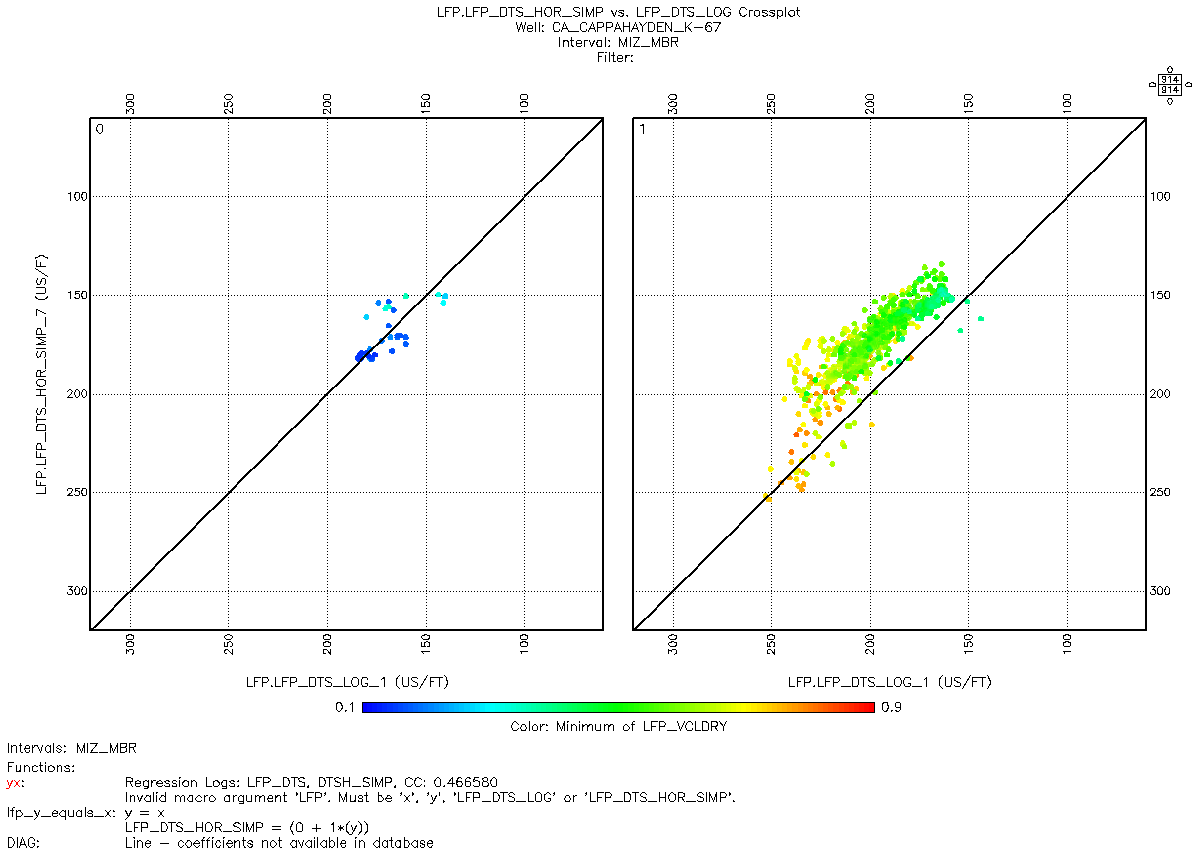 LFP.LFP_DTS_HOR_SIMP vs. LFP_DTS_LOG Crossplot
Well: CA_CAPPAHAYDEN_K-67
Interval: MIZ_MBR
Filter:
0
914
0 0
914
0
300 250 200 150 100 300 250 200 150 100
0 1
100 100
150 150
200 200
250 250
300 300
LFP.LFP_DTS_HOR_SIMP_7 (US/F)
300 250 200 150 100 300 250 200 150 100
LFP.LFP_DTS_LOG_1 (US/FT) LFP.LFP_DTS_LOG_1 (US/FT)
0.1 0.9
Color: Minimum of LFP_VCLDRY
Intervals: MIZ_MBR
Functions:
yx: Regression Logs: LFP_DTS, DTSH_SIMP, CC: 0.466580
Invalid macro argument 'LFP'. Must be 'x', 'y', 'LFP_DTS_LOG' or 'LFP_DTS_HOR_SIMP'.
lfp_y_equals_x: y = x
LFP_DTS_HOR_SIMP = (0 + 1*(y))
DIAG: Line - coefficients not available in database